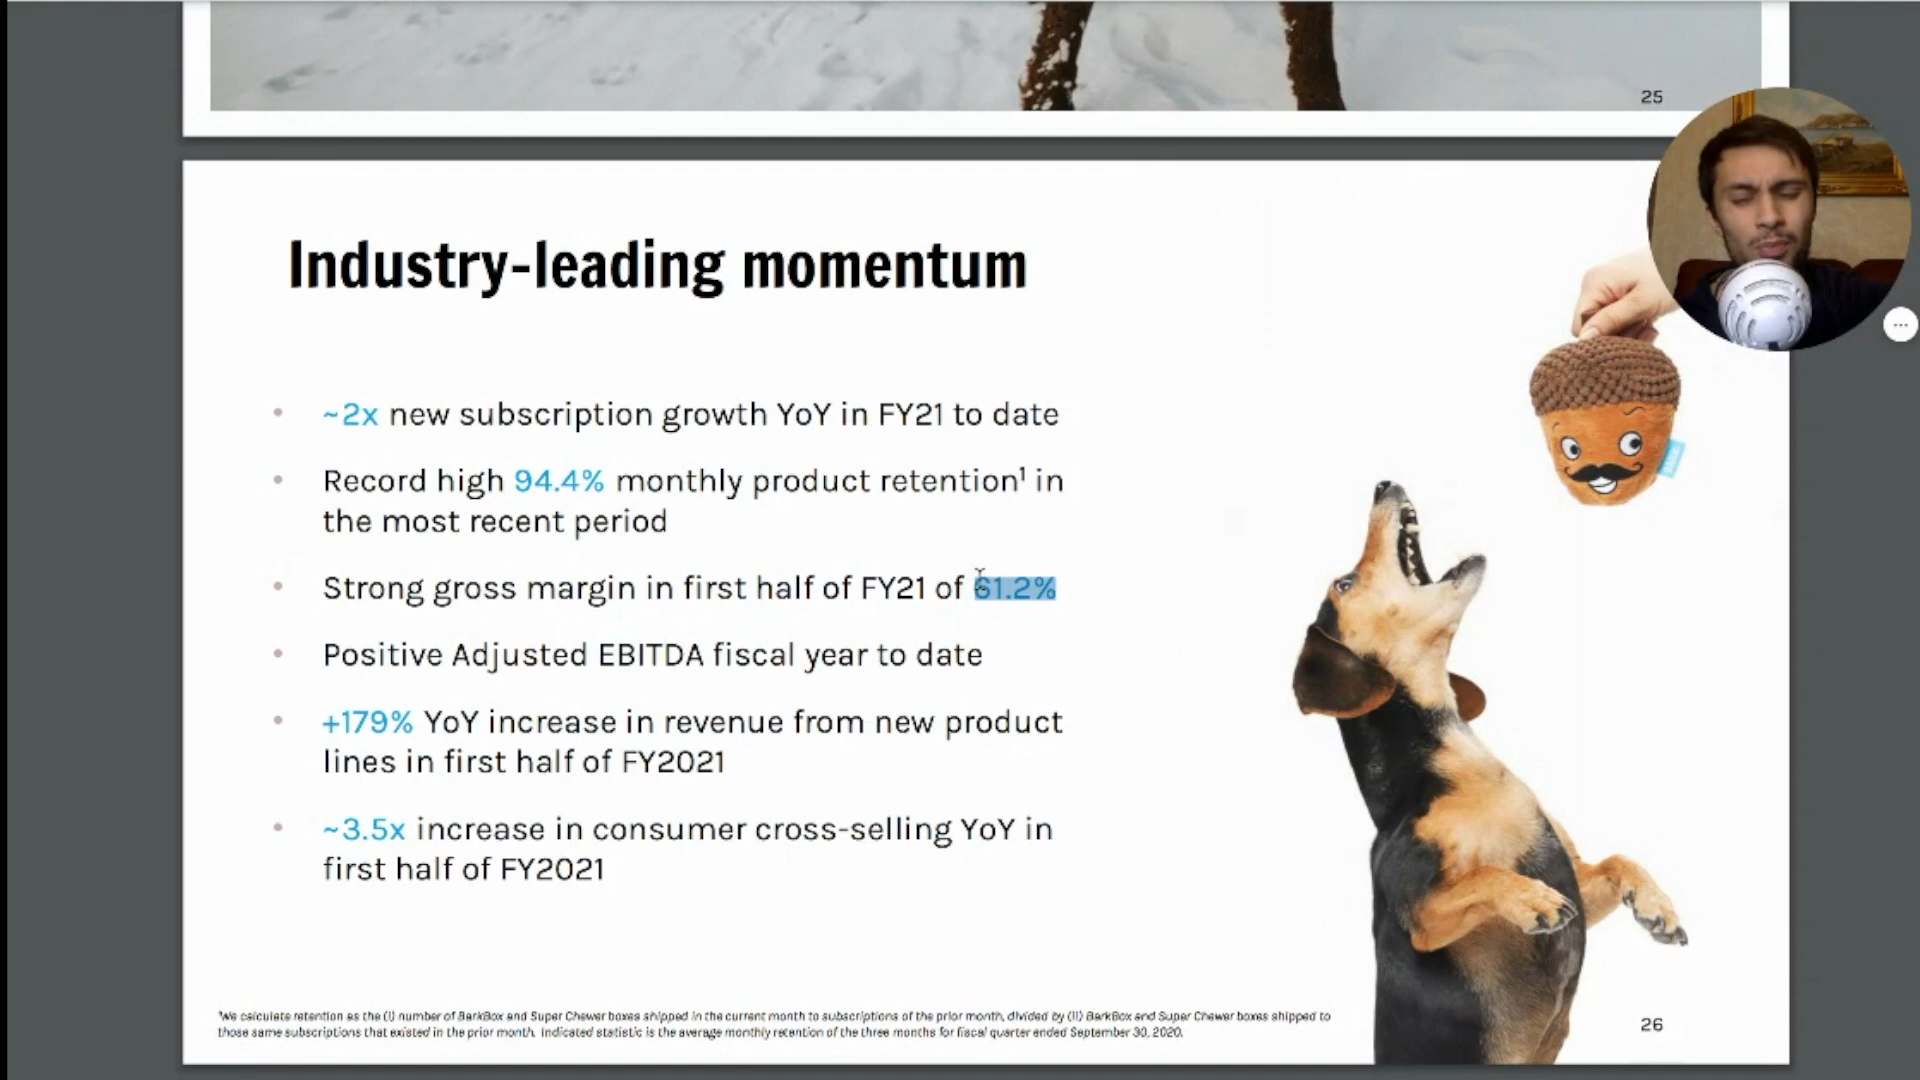 25
Industry-leading momentum
• ~2x new subscription growth YoY in FY21 to date
• Record high 94.4% monthly product retention¹ in
the most recent period
• Strong gross margin in first half of FY21 of 61.2%
• Positive Adjusted EBITDA fiscal year to date
• +179% YoY increase in revenue from new product
lines in first half of FY2021
• ~3.5x increase in consumer cross-selling YoY in
first half of FY2021
¹We calculate retention as the (i) number of BarkBox and Super Chewer boxes shipped in the current month to subscriptions of the prior month, divided by (ii) BarkBox and Super Chewer boxes shipped to
those same subscriptions that existed in the prior month. Indicated statistic is the average monthly retention of the three months for fiscal quarter ended September 30, 2020.
26